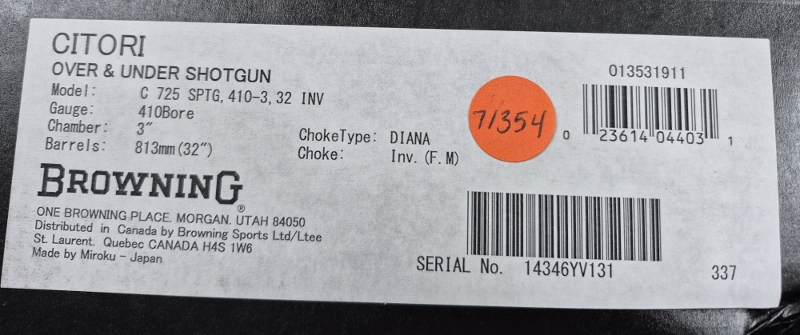 CITORI
OVER & UNDER SHOTGUN
Model: C 725 SPTG,410-3,32 INV
Gauge: 410Bore
Chamber: 3"
Barrels: 813mm(32")
ChokeType: DIANA
Choke: Inv.(F.M)
71354
013531911
0 23614 04403 1
BROWNING®
ONE BROWNING PLACE. MORGAN. UTAH 84050
Distributed in Canada by Browning Sports Ltd/Ltee
St. Laurent. Quebec CANADA H4S 1W6
Made by Miroku - Japan
SERIAL No. 14346YV131
337